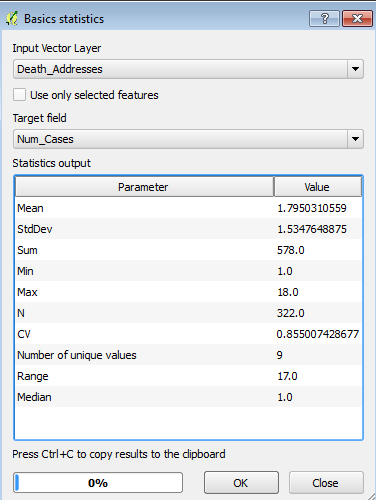 Basics statistics
Input Vector Layer
Death_Addresses
Use only selected features
Target field
Num_Cases
Statistics output
Parameter Value
Mean 1.7950310559
StdDev 1.5347648875
Sum 578.0
Min 1.0
Max 18.0
N 322.0
CV 0.855007428677
Number of unique values 9
Range 17.0
Median 1.0
Press Ctrl+C to copy results to the clipboard
0% OK Close